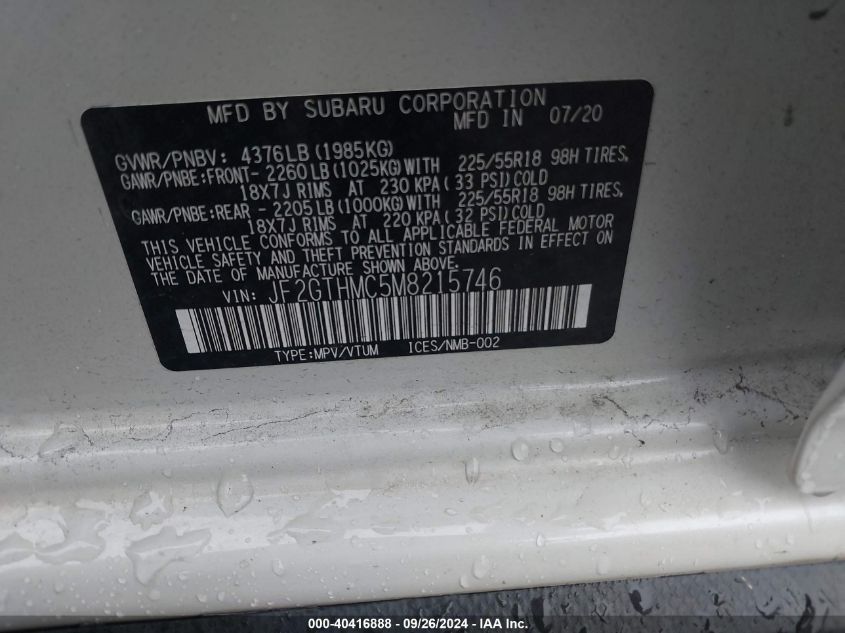 MFD BY SUBARU CORPORATION
MFD IN 07/20
GVWR/PNBV: 4376LB(1985KG)
GAWR/PNBE:FRONT-2260LB(1025KG)WITH 225/55R18 98H TIRES,
18X7J RIMS AT 230 KPA(33 PSI)COLD
GAWR/PNBE:REAR -2205LB(1000KG)WITH 225/55R18 98H TIRES,
18X7J RIMS AT 220 KPA(32 PSI)COLD
THIS VEHICLE CONFORMS TO ALL APPLICABLE FEDERAL MOTOR
VEHICLE SAFETY AND THEFT PREVENTION STANDARDS IN EFFECT ON
THE DATE OF MANUFACTURE SHOWN ABOVE.
VIN: JF2GTHMC5M8215746
TYPE:MPV/VTUM ICES/NMB-002
000-40416888 - 09/26/2024 - IAA Inc.